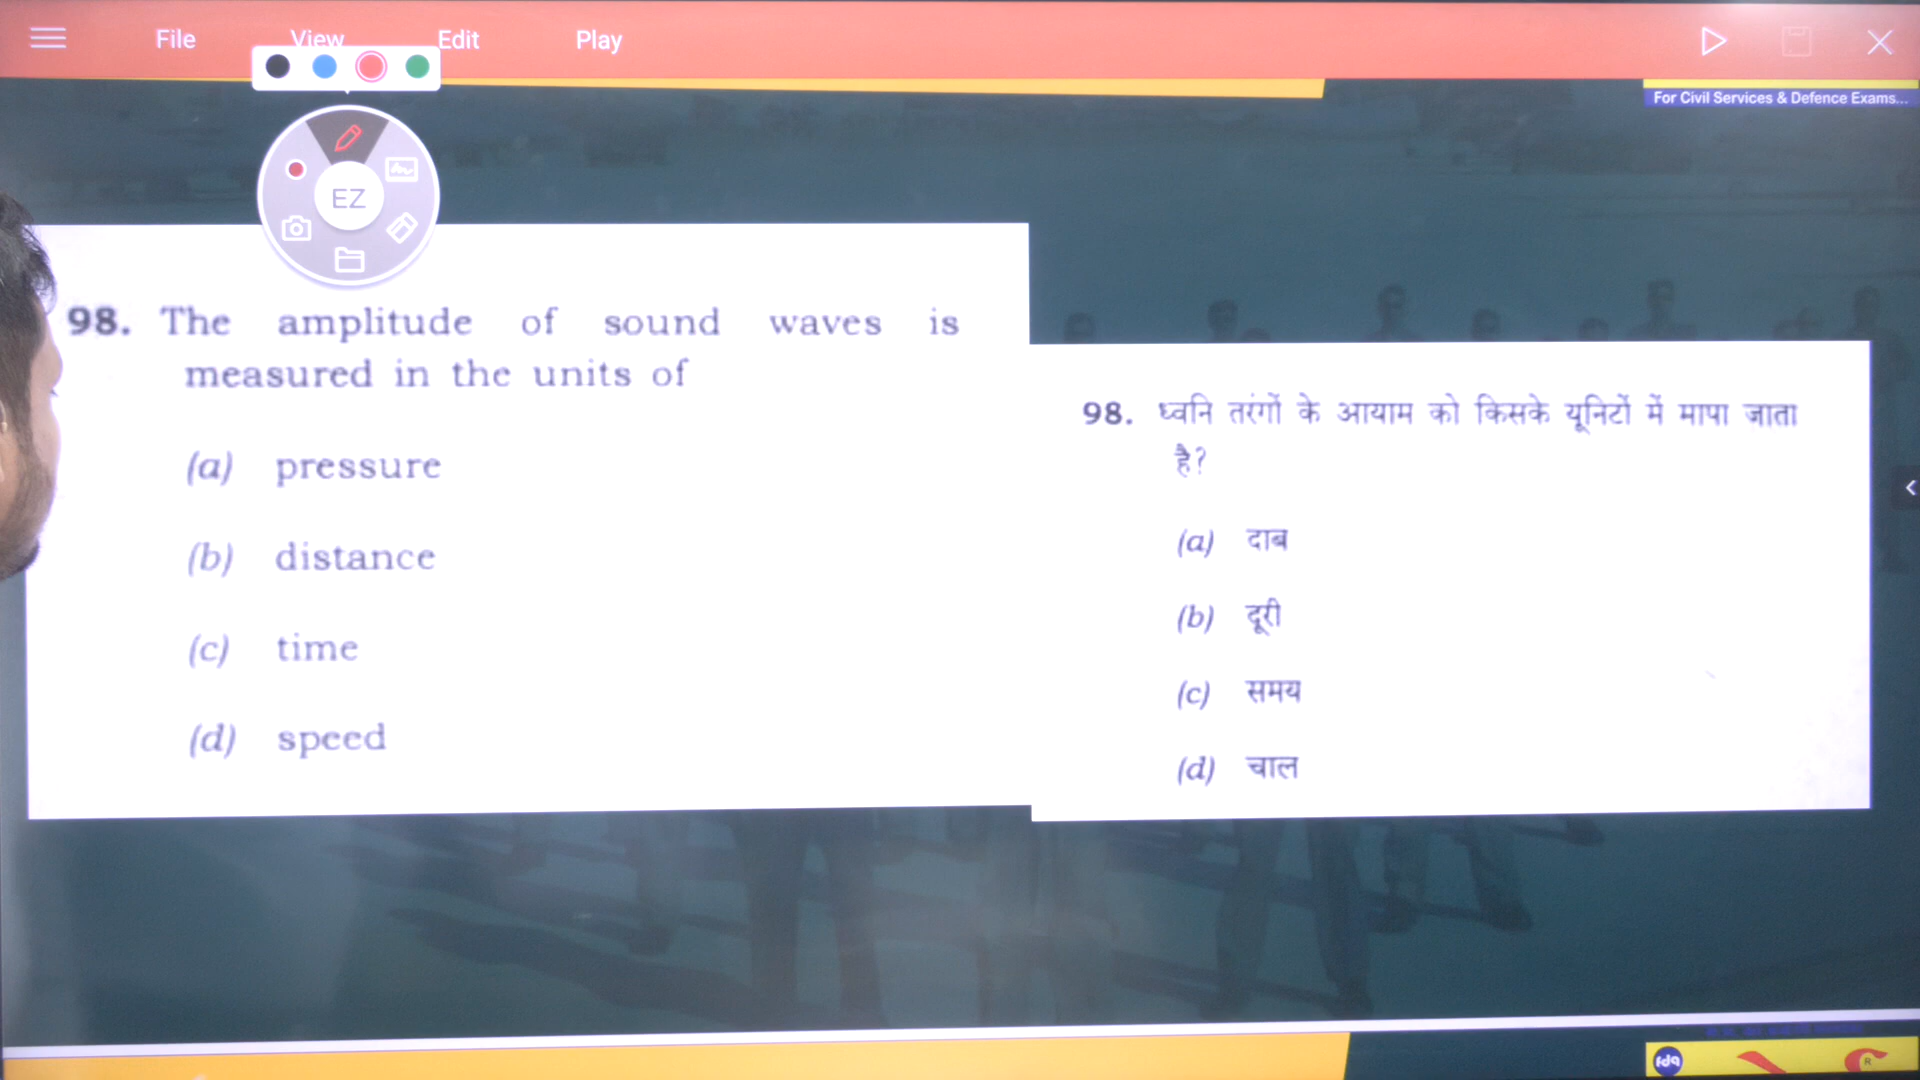 File View Edit Play
For Civil Services & Defence Exams...
EZ
98. The amplitude of sound waves is
measured in the units of
(a) pressure
(b) distance
(c) time
(d) speed
98. ध्वनि तरंगों के आयाम को किसके यूनिटों में मापा जाता
है?
(a) दाब
(b) दूरी
(c) समय
(d) चाल
R